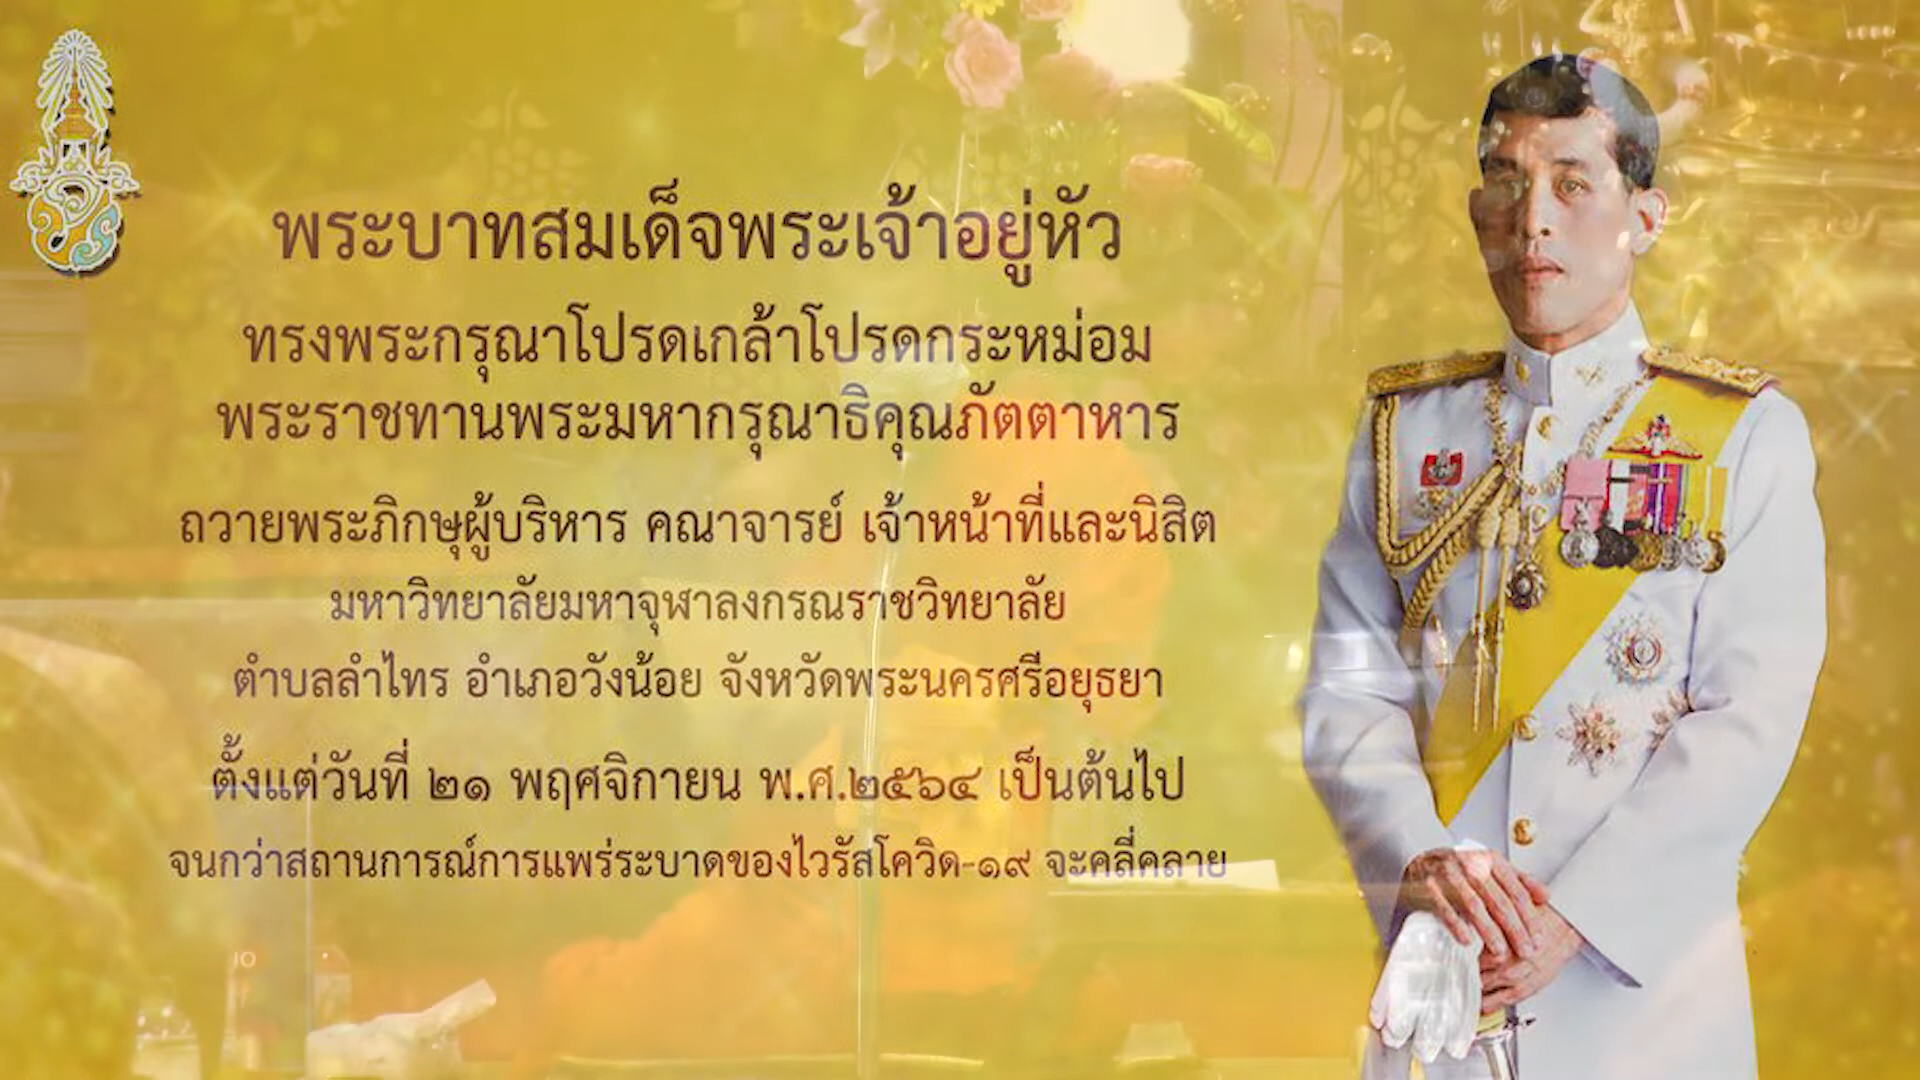 พระบาทสมเด็จพระเจ้าอยู่หัว
ทรงพระกรุณาโปรดเกล้าโปรดกระหม่อม
พระราชทานพระมหากรุณาธิคุณภัตตาหาร
ถวายพระภิกษุผู้บริหาร คณาจารย์ เจ้าหน้าที่และนิสิต
มหาวิทยาลัยมหาจุฬาลงกรณราชวิทยาลัย
ตำบลลำไทร อำเภอวังน้อย จังหวัดพระนครศรีอยุธยา
ตั้งแต่วันที่ ๒๑ พฤศจิกายน พ.ศ.๒๕๖๔ เป็นต้นไป
จนกว่าสถานการณ์การแพร่ระบาดของไวรัสโควิด-๑๙ จะคลี่คลาย